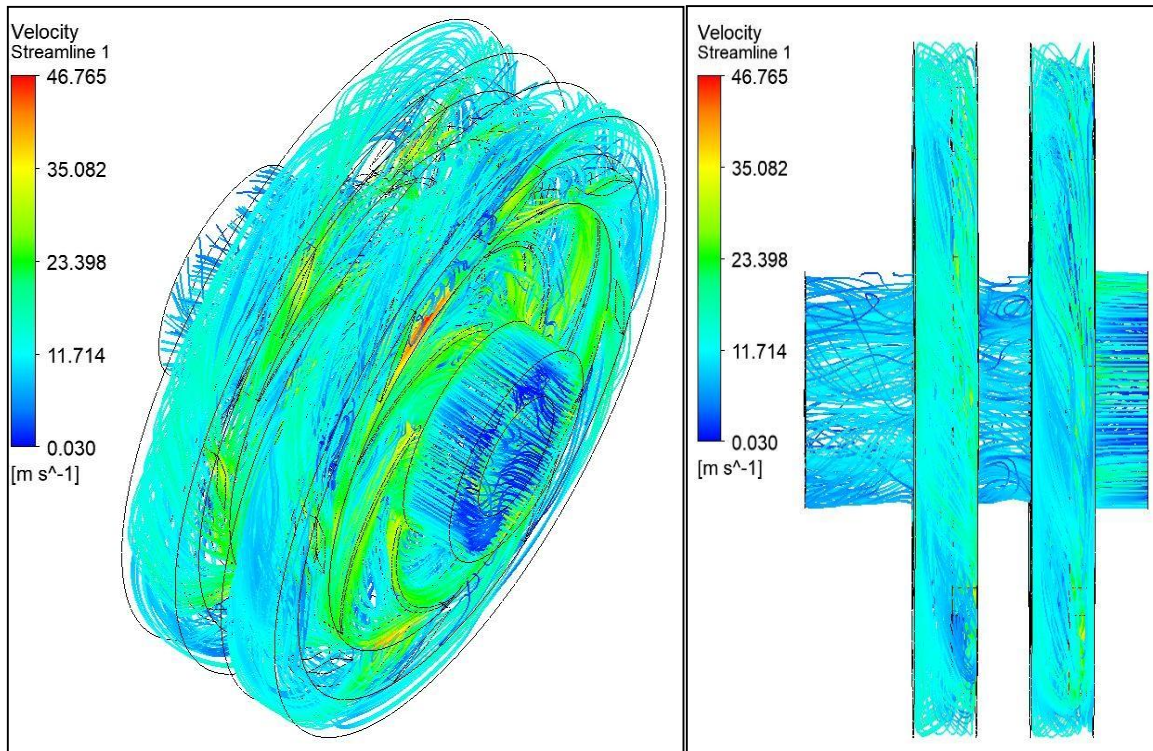 Velocity
Streamline 1
46.765
35.082
23.398
11.714
0.030
[m s^-1]
Velocity
Streamline 1
46.765
35.082
23.398
11.714
0.030
[m s^-1]